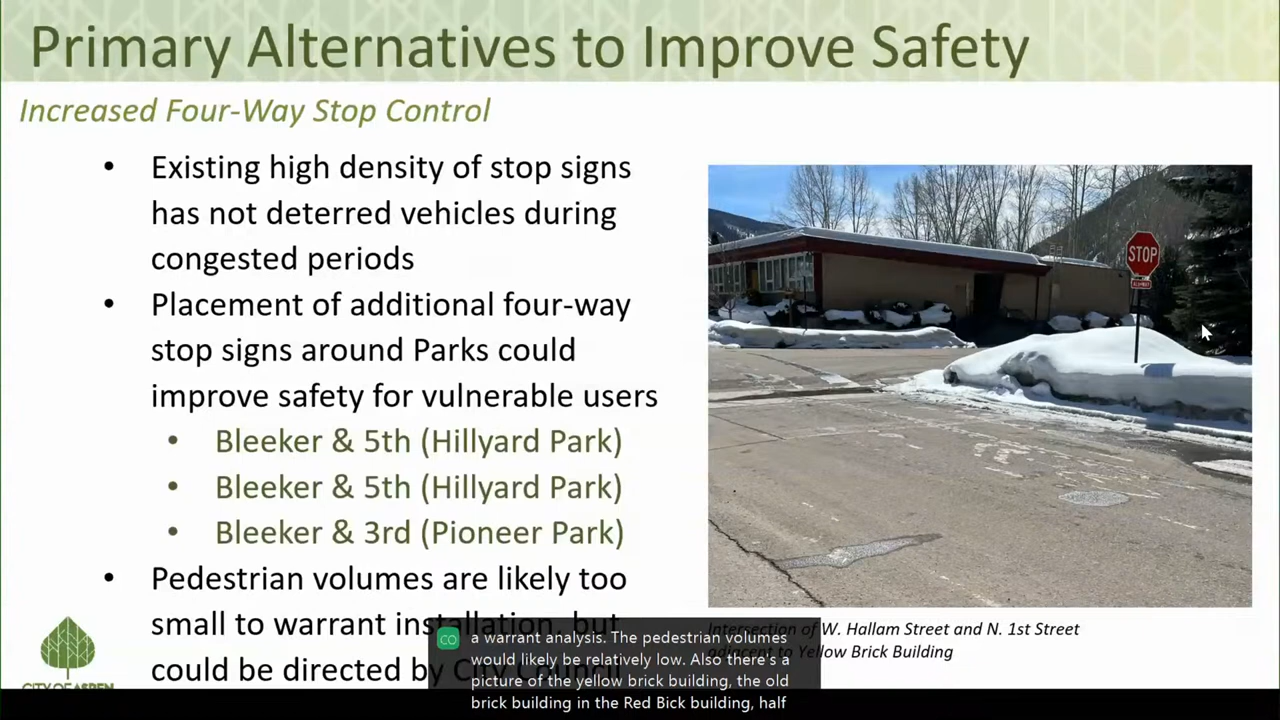 Primary Alternatives to Improve Safety
Increased Four-Way Stop Control
• Existing high density of stop signs
has not deterred vehicles during
congested periods
• Placement of additional four-way
stop signs around Parks could
improve safety for vulnerable users
• Bleeker & 5th (Hillyard Park)
• Bleeker & 5th (Hillyard Park)
• Bleeker & 3rd (Pioneer Park)
• Pedestrian volumes are likely too
small to warrant installation, but
could be directed by City Council
STOP
Intersection of W. Hallam Street and N. 1st Street
adjacent to Yellow Brick Building
CITY OF ASPEN
CO
a warrant analysis. The pedestrian volumes
would likely be relatively low. Also there's a
picture of the yellow brick building, the old
brick building in the Red Bick building, half